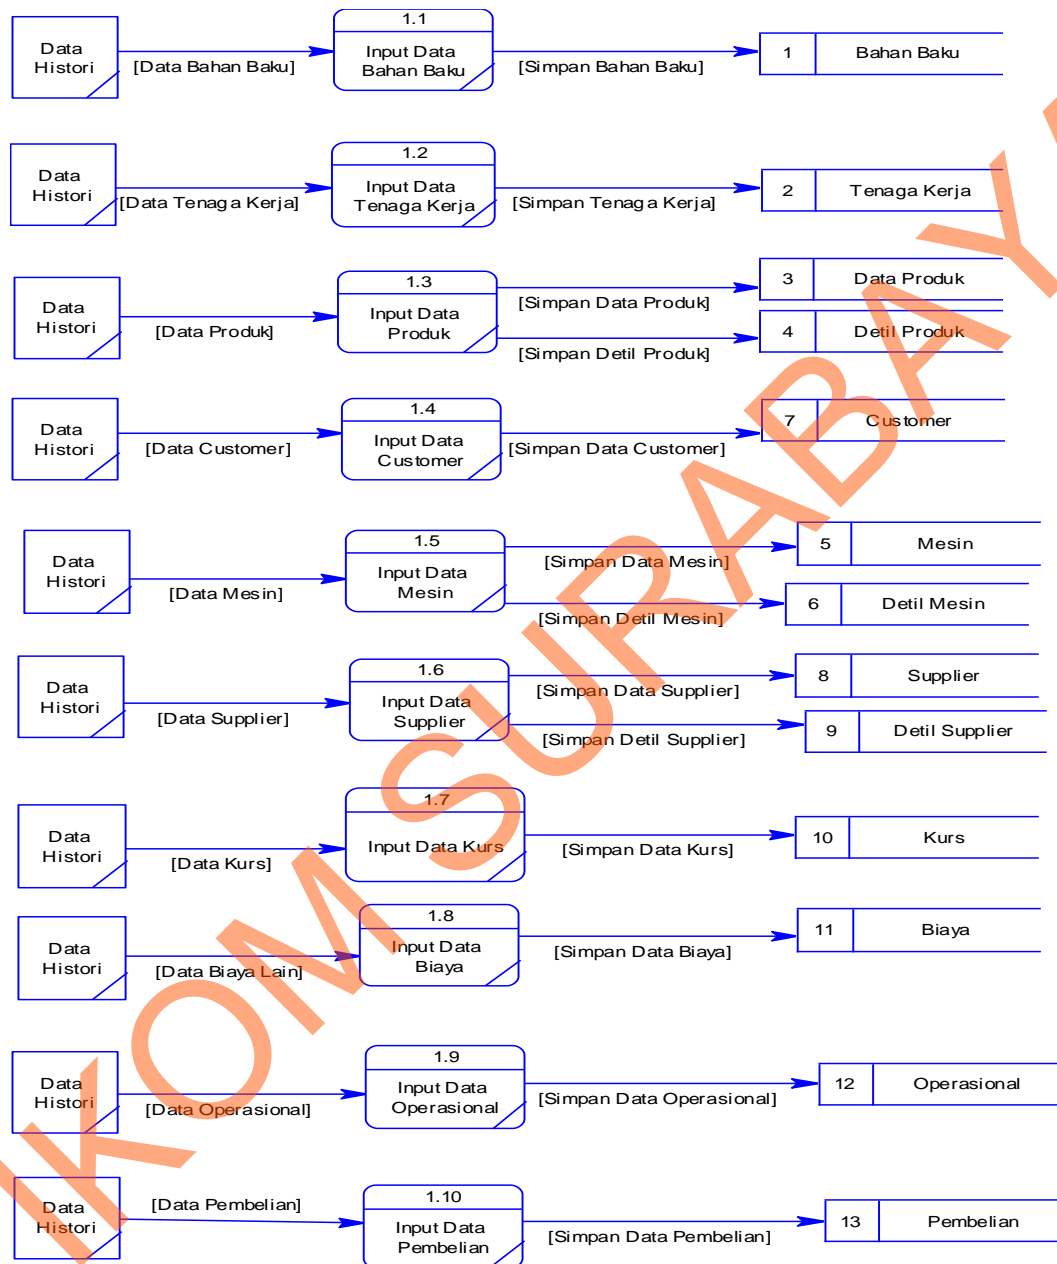 1.1
Data
Histori
[Data Bahan Baku]
Input Data
Bahan Baku
[Simpan Bahan Baku]
1
Bahan Baku
1.2
Data
Histori
[Data Tenaga Kerja]
Input Data
Tenaga Kerja
[Simpan Tenaga Kerja]
2
Tenaga Kerja
1.3
Data
Histori
[Data Produk]
Input Data
Produk
[Simpan Data Produk]
3
Data Produk
[Simpan Detil Produk]
4
Detil Produk
1.4
Data
Histori
[Data Customer]
Input Data
Customer
[Simpan Data Customer]
7
Customer
1.5
Data
Histori
[Data Mesin]
Input Data
Mesin
[Simpan Data Mesin]
5
Mesin
[Simpan Detil Mesin]
6
Detil Mesin
1.6
Data
Histori
[Data Supplier]
Input Data
Supplier
[Simpan Data Supplier]
8
Supplier
[Simpan Detil Supplier]
9
Detil Supplier
1.7
Data
Histori
[Data Kurs]
Input Data Kurs
[Simpan Data Kurs]
10
Kurs
1.8
Data
Histori
[Data Biaya Lain]
Input Data
Biaya
[Simpan Data Biaya]
11
Biaya
1.9
Data
Histori
[Data Operasional]
Input Data
Operasional
[Simpan Data Operasional]
12
Operasional
1.10
Data
Histori
[Data Pembelian]
Input Data
Pembelian
[Simpan Data Pembelian]
13
Pembelian
IKOM SURABAYA